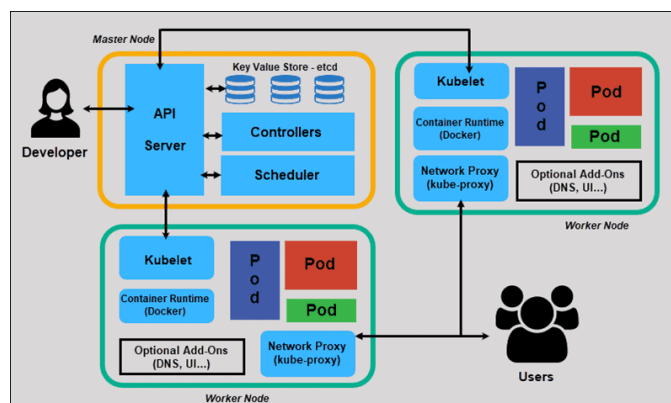 Master Node
Key Value Store - etcd
API
Server
Controllers
Scheduler
Developer
Kubelet
Container Runtime
(Docker)
Network Proxy
(kube-proxy)
Pod
Pod
Pod
Optional Add-Ons
(DNS, UI...)
Worker Node
Kubelet
Container Runtime
(Docker)
Pod
Pod
Pod
Optional Add-Ons
(DNS, UI...)
Network Proxy
(kube-proxy)
Worker Node
Users